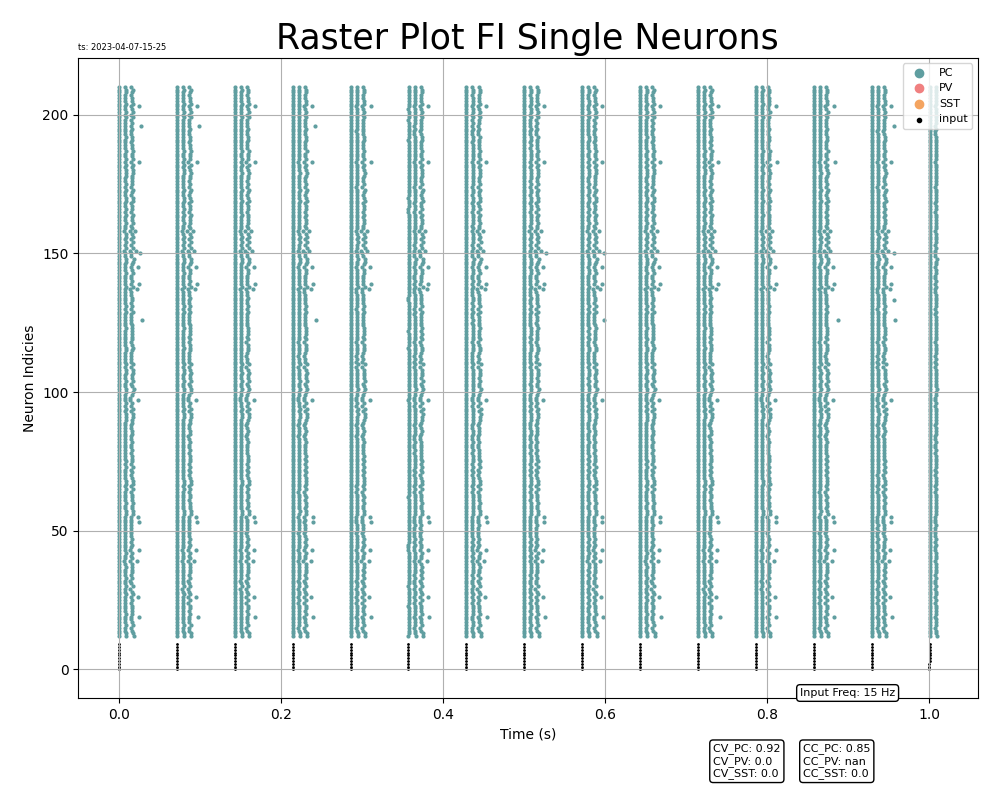 Raster Plot FI Single Neurons
ts: 2023-04-07-15-25
PC
PV
SST
input
Neuron Indicies
200
150
100
50
0
0.0 0.2 0.4 0.6 0.8 1.0
Input Freq: 15 Hz
Time (s)
CV_PC: 0.92
CV_PV: 0.0
CV_SST: 0.0
CC_PC: 0.85
CC_PV: nan
CC_SST: 0.0